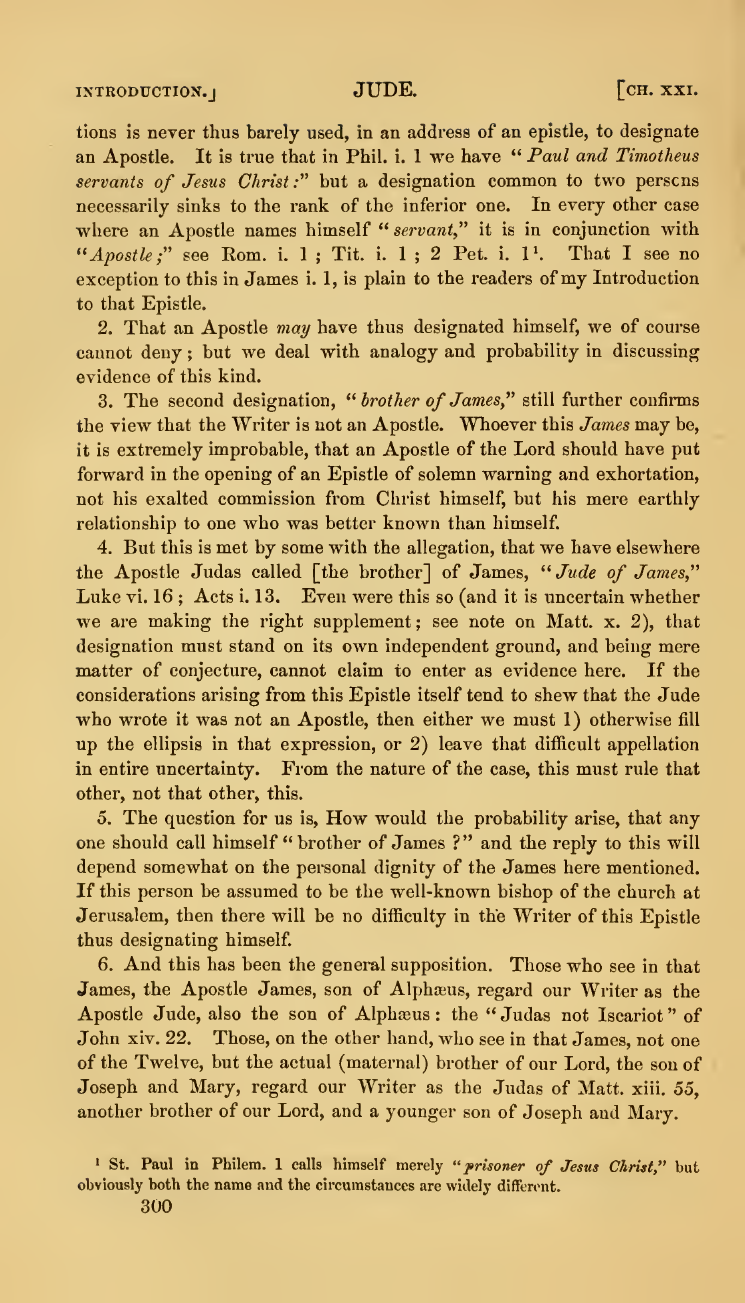 INTRODUCTION.] JUDE. [CH. XXI.
tions is never thus barely used, in an address of an epistle, to designate
an Apostle. It is true that in Phil. i. 1 we have “ Paul and Timotheus
servants of Jesus Christ :” but a designation common to two persons
necessarily sinks to the rank of the inferior one. In every other case
where an Apostle names himself “ servant,” it is in conjunction with
“ Apostle ;” see Rom. i. 1 ; Tit. i. 1 ; 2 Pet. i. 1¹. That I see no
exception to this in James i. 1, is plain to the readers of my Introduction
to that Epistle.
2. That an Apostle may have thus designated himself, we of course
cannot deny ; but we deal with analogy and probability in discussing
evidence of this kind.
3. The second designation, “ brother of James,” still further confirms
the view that the Writer is not an Apostle. Whoever this James may be,
it is extremely improbable, that an Apostle of the Lord should have put
forward in the opening of an Epistle of solemn warning and exhortation,
not his exalted commission from Christ himself, but his mere earthly
relationship to one who was better known than himself.
4. But this is met by some with the allegation, that we have elsewhere
the Apostle Judas called [the brother] of James, “ Jude of James,”
Luke vi. 16 ; Acts i. 13. Even were this so (and it is uncertain whether
we are making the right supplement ; see note on Matt. x. 2), that
designation must stand on its own independent ground, and being mere
matter of conjecture, cannot claim to enter as evidence here. If the
considerations arising from this Epistle itself tend to shew that the Jude
who wrote it was not an Apostle, then either we must 1) otherwise fill
up the ellipsis in that expression, or 2) leave that difficult appellation
in entire uncertainty. From the nature of the case, this must rule that
other, not that other, this.
5. The question for us is, How would the probability arise, that any
one should call himself “ brother of James ?” and the reply to this will
depend somewhat on the personal dignity of the James here mentioned.
If this person be assumed to be the well-known bishop of the church at
Jerusalem, then there will be no difficulty in the Writer of this Epistle
thus designating himself.
6. And this has been the general supposition. Those who see in that
James, the Apostle James, son of Alphæus, regard our Writer as the
Apostle Jude, also the son of Alphæus : the “ Judas not Iscariot ” of
John xiv. 22. Those, on the other hand, who see in that James, not one
of the Twelve, but the actual (maternal) brother of our Lord, the son of
Joseph and Mary, regard our Writer as the Judas of Matt. xiii. 55,
another brother of our Lord, and a younger son of Joseph and Mary.
¹ St. Paul in Philem. 1 calls himself merely “ prisoner of Jesus Christ,” but
obviously both the name and the circumstances are widely different.
300